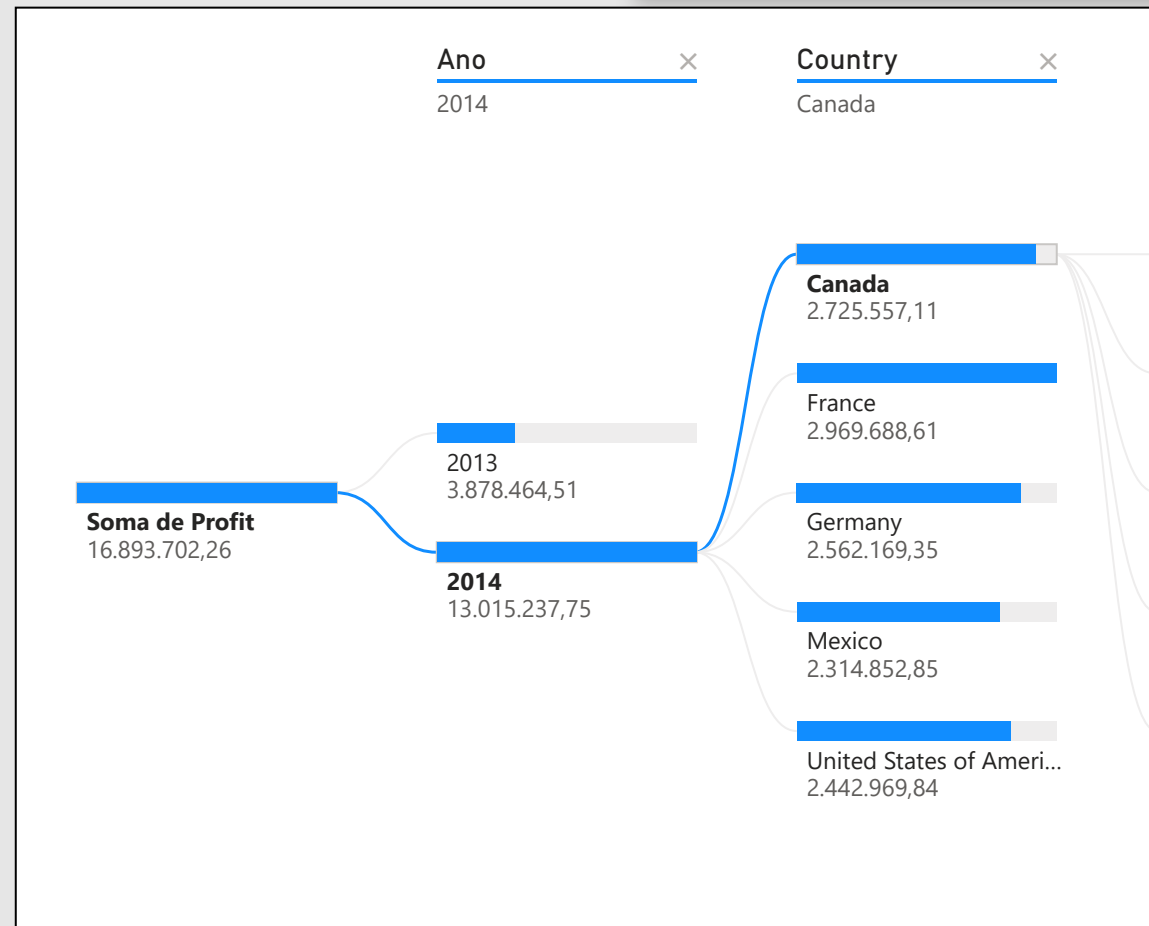 Ano
2014
Country
Canada
Soma de Profit
16.893.702,26
2013
3.878.464,51
2014
13.015.237,75
Canada
2.725.557,11
France
2.969.688,61
Germany
2.562.169,35
Mexico
2.314.852,85
United States of Ameri...
2.442.969,84